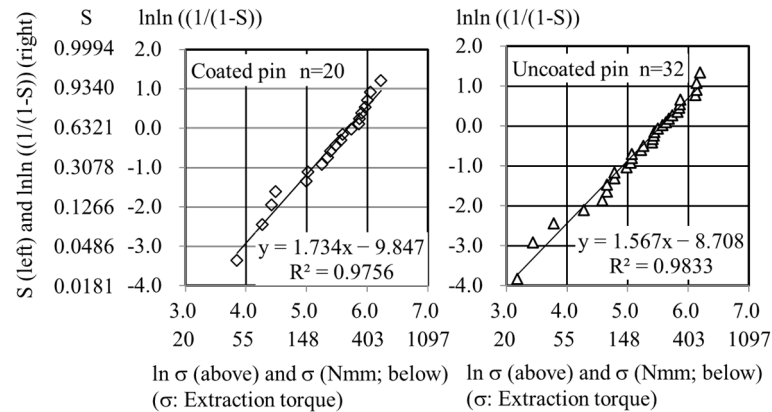 S
lnln ((1/(1-S))
lnln ((1/(1-S))
S (left) and lnln ((1/(1-S)) (right)
0.9994 2.0
0.9340 1.0
0.6321 0.0
0.3078 -1.0
0.1266 -2.0
0.0486 -3.0
0.0181 -4.0
Coated pin n=20
y = 1.734x – 9.847
R² = 0.9756
3.0 4.0 5.0 6.0 7.0
20 55 148 403 1097
ln σ (above) and σ (Nmm; below)
(σ: Extraction torque)
2.0
1.0
0.0
-1.0
-2.0
-3.0
-4.0
Uncoated pin n=32
y = 1.567x – 8.708
R² = 0.9833
3.0 4.0 5.0 6.0 7.0
20 55 148 403 1097
ln σ (above) and σ (Nmm; below)
(σ: Extraction torque)